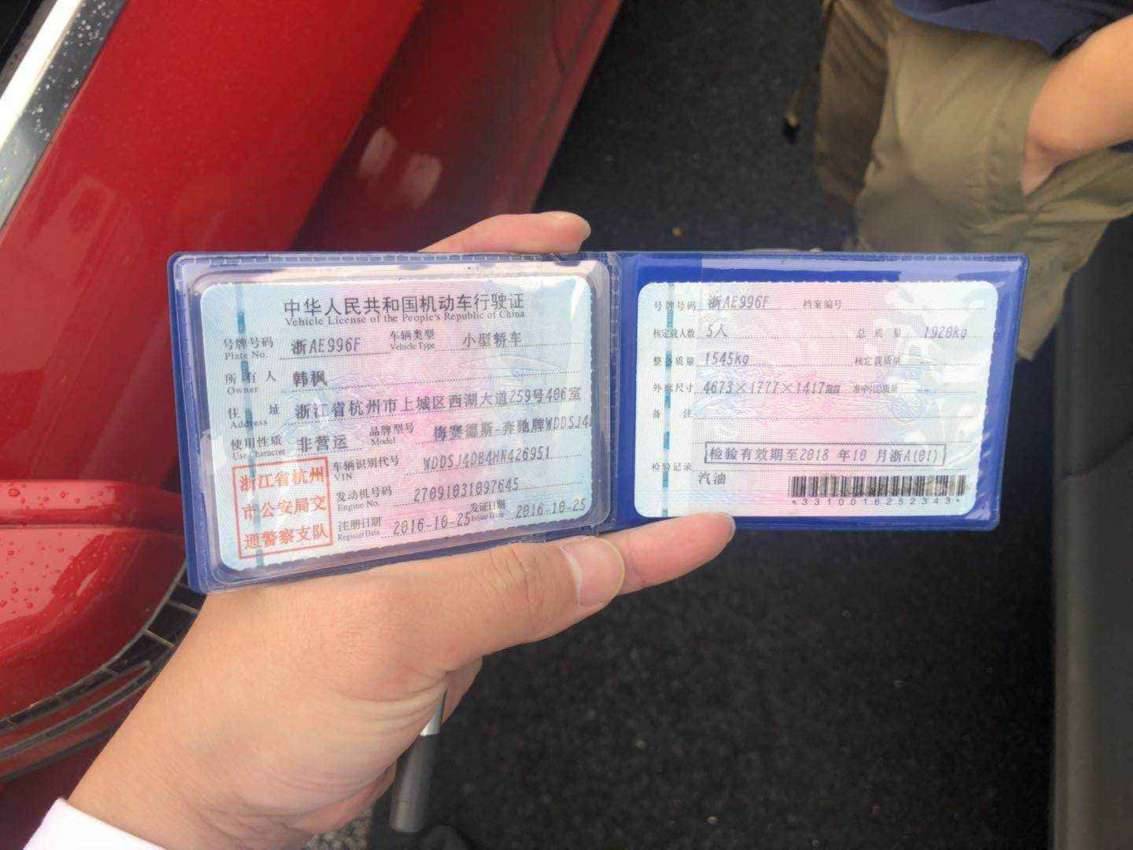 中华人民共和国机动车行驶证
Vehicle License of the People's Republic of China
号牌号码 浙AE996F 车辆类型 小型轿车
Plate No. Vehicle Type
所有人 韩枫
Owner
住址 浙江省杭州市上城区西湖大道259号406室
Address
使用性质 非营运 品牌型号 梅赛德斯-奔驰牌WDDSJ4
Use Character Model
浙江省杭州
市公安局交
通警察支队
车辆识别代号 WDDSJ4DB4HN426951
VIN
发动机号码 27091031097645
Engine No.
注册日期 2016-10-25 发证日期 2016-10-25
Register Date Issue Date
号牌号码 浙AE996F 档案编号
核定载人数 5人 总质量 1920kg
整备质量 1545kg 核定载质量
外廓尺寸 4673×1777×1417mm 准牵引总质量 --
备注
检验有效期至2018年10月浙A(01)
检验记录
汽油
*3310016252343*